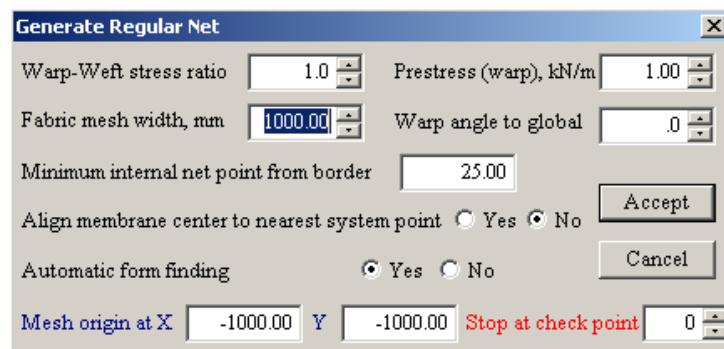 Generate Regular Net
Warp-Weft stress ratio 1.0 Prestress (warp), kN/m 1.00
Fabric mesh width, mm 1000.00 Warp angle to global .0
Minimum internal net point from border 25.00
Accept
Align membrane center to nearest system point Yes No
Automatic form finding Yes No Cancel
Mesh origin at X -1000.00 Y -1000.00 Stop at check point 0